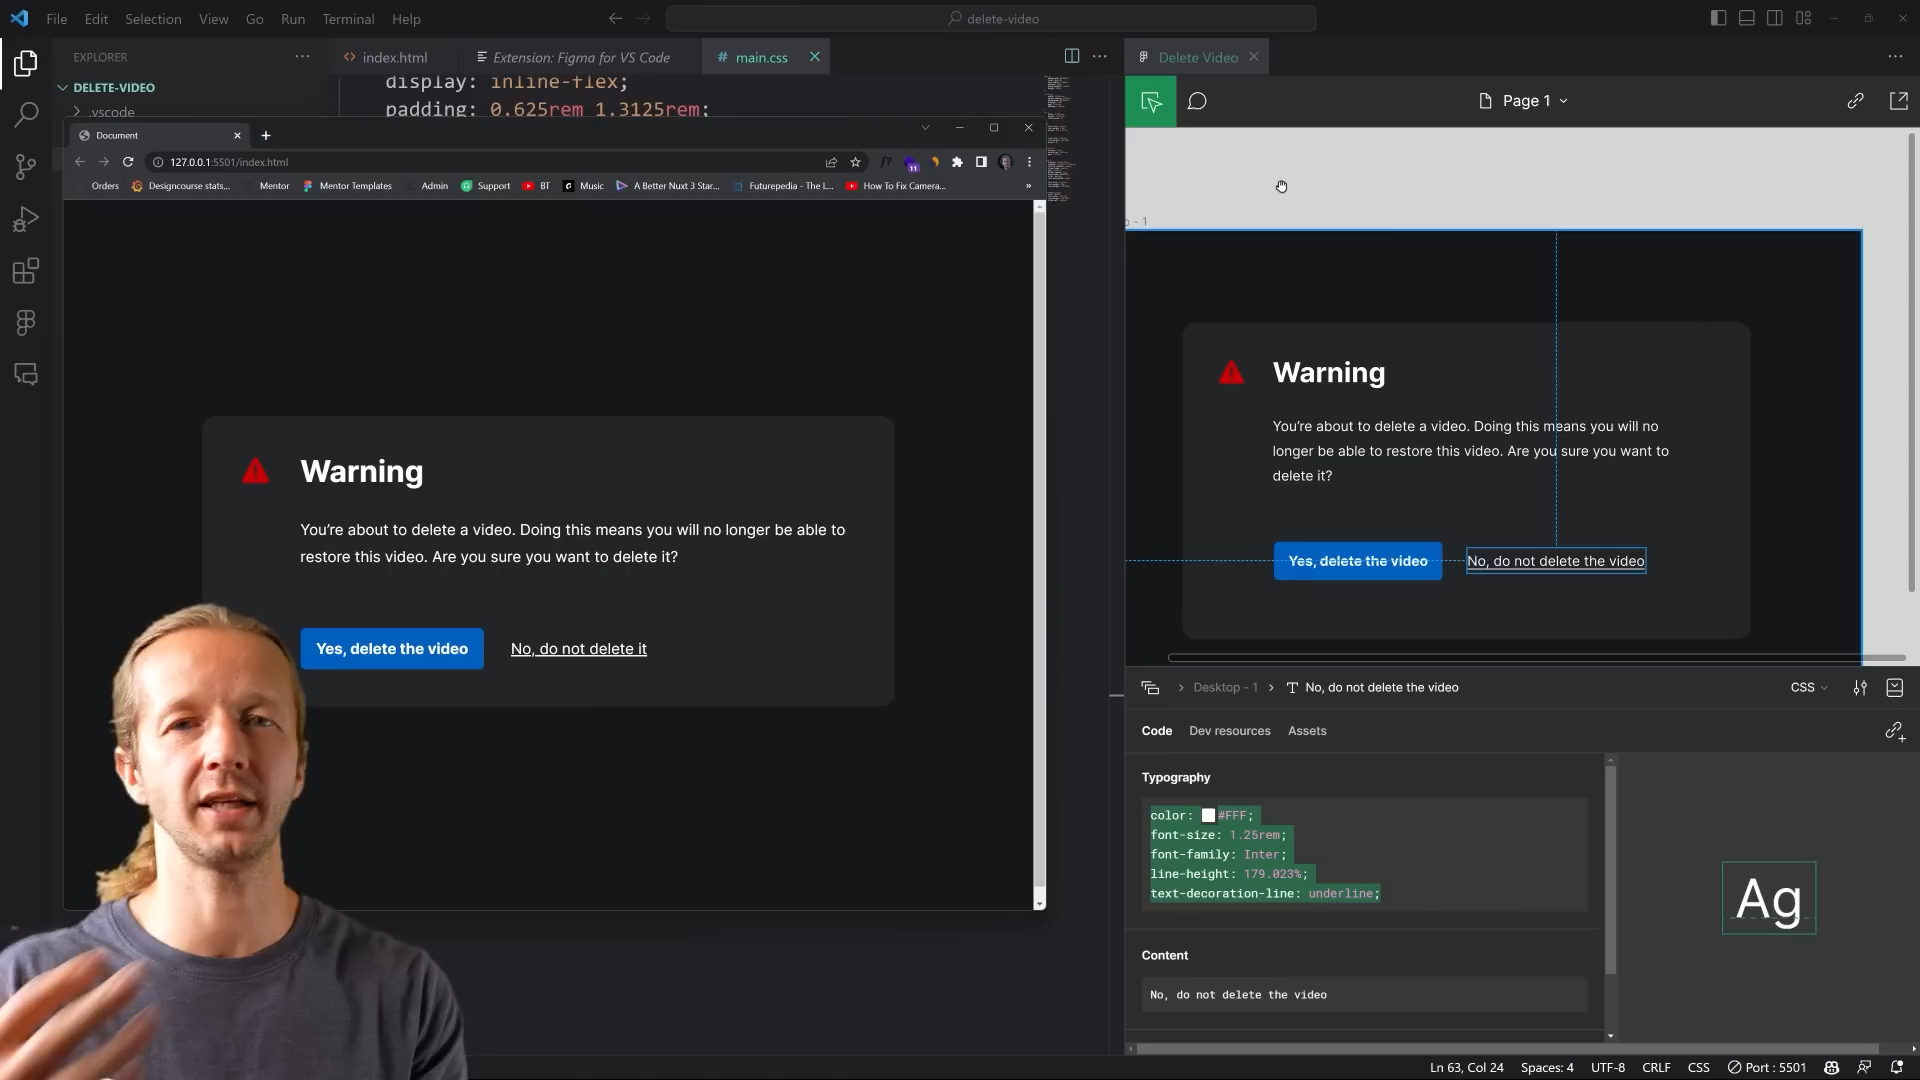 File Edit Selection View Go Run Terminal Help
delete-video
EXPLORER
index.html
Extension: Figma for VS Code
# main.css
Delete Video
DELETE-VIDEO
.vscode
display: inline-flex;
padding: 0.625rem 1.3125rem;
Document
127.0.0.1:5501/index.html
f?
11
Orders
Designcourse stats...
Mentor
Mentor Templates
Admin
Support
BT
Music
A Better Nuxt 3 Star...
Futurepedia - The L...
How To Fix Camera...
»
Warning
You're about to delete a video. Doing this means you will no longer be able to
restore this video. Are you sure you want to delete it?
Yes, delete the video
No, do not delete it
Page 1
- 1
Warning
You're about to delete a video. Doing this means you will no
longer be able to restore this video. Are you sure you want to
delete it?
Yes, delete the video
No, do not delete the video
Desktop - 1
No, do not delete the video
CSS
Code Dev resources Assets
Typography
color: #FFF;
font-size: 1.25rem;
font-family: Inter;
line-height: 179.023%;
text-decoration-line: underline;
Ag
Content
No, do not delete the video
Ln 63, Col 24 Spaces: 4 UTF-8 CRLF CSS Port : 5501